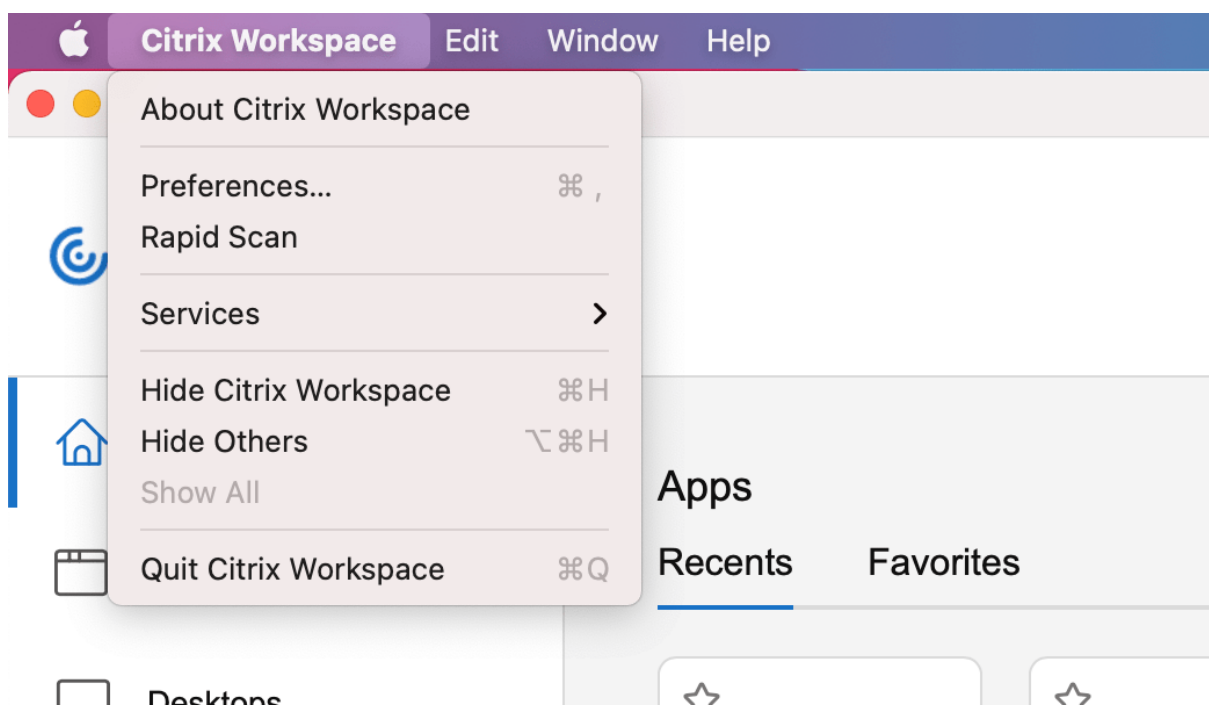 Citrix Workspace Edit Window Help
About Citrix Workspace
Preferences... ⌘ ,
Rapid Scan
Services
Hide Citrix Workspace ⌘H
Hide Others ⌥⌘H
Show All
Quit Citrix Workspace ⌘Q
Apps
Recents Favorites
Desktops